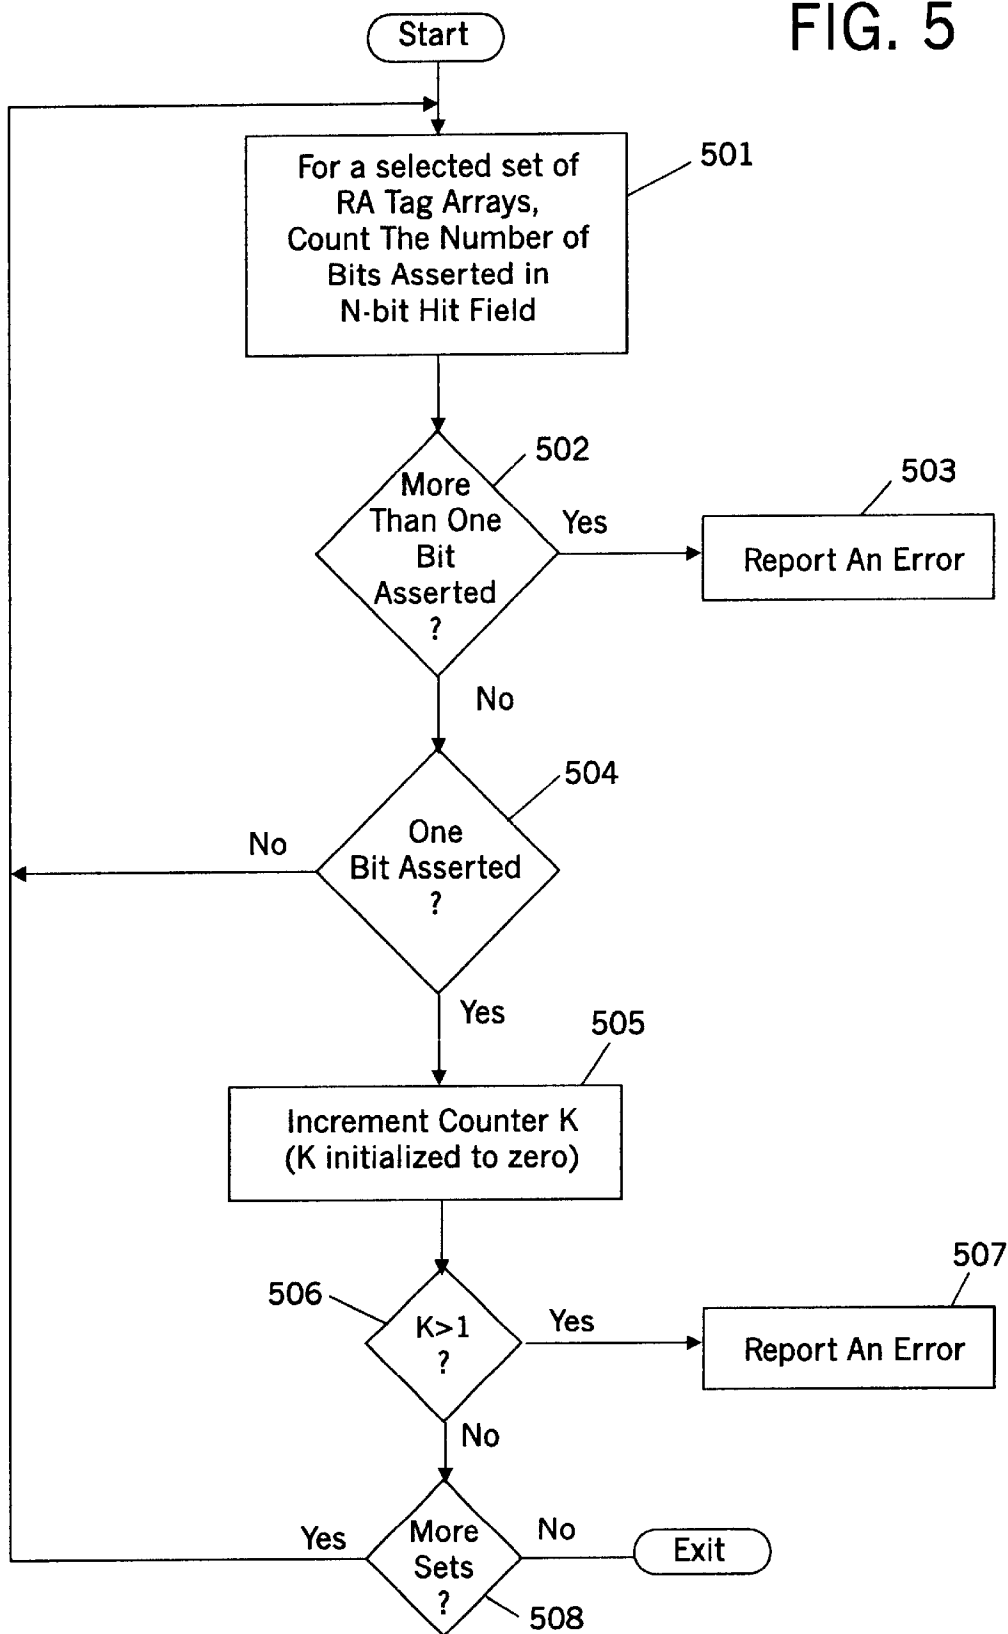 FIG. 5
Start
501
For a selected set of
RA Tag Arrays,
Count The Number of
Bits Asserted in
N-bit Hit Field
502
More
Than One
Bit
Asserted
?
Yes
503
Report An Error
No
504
One
Bit Asserted
?
No
Yes
505
Increment Counter K
(K initialized to zero)
506
K>1
?
Yes
507
Report An Error
No
More
Sets
?
Yes
No
Exit
508